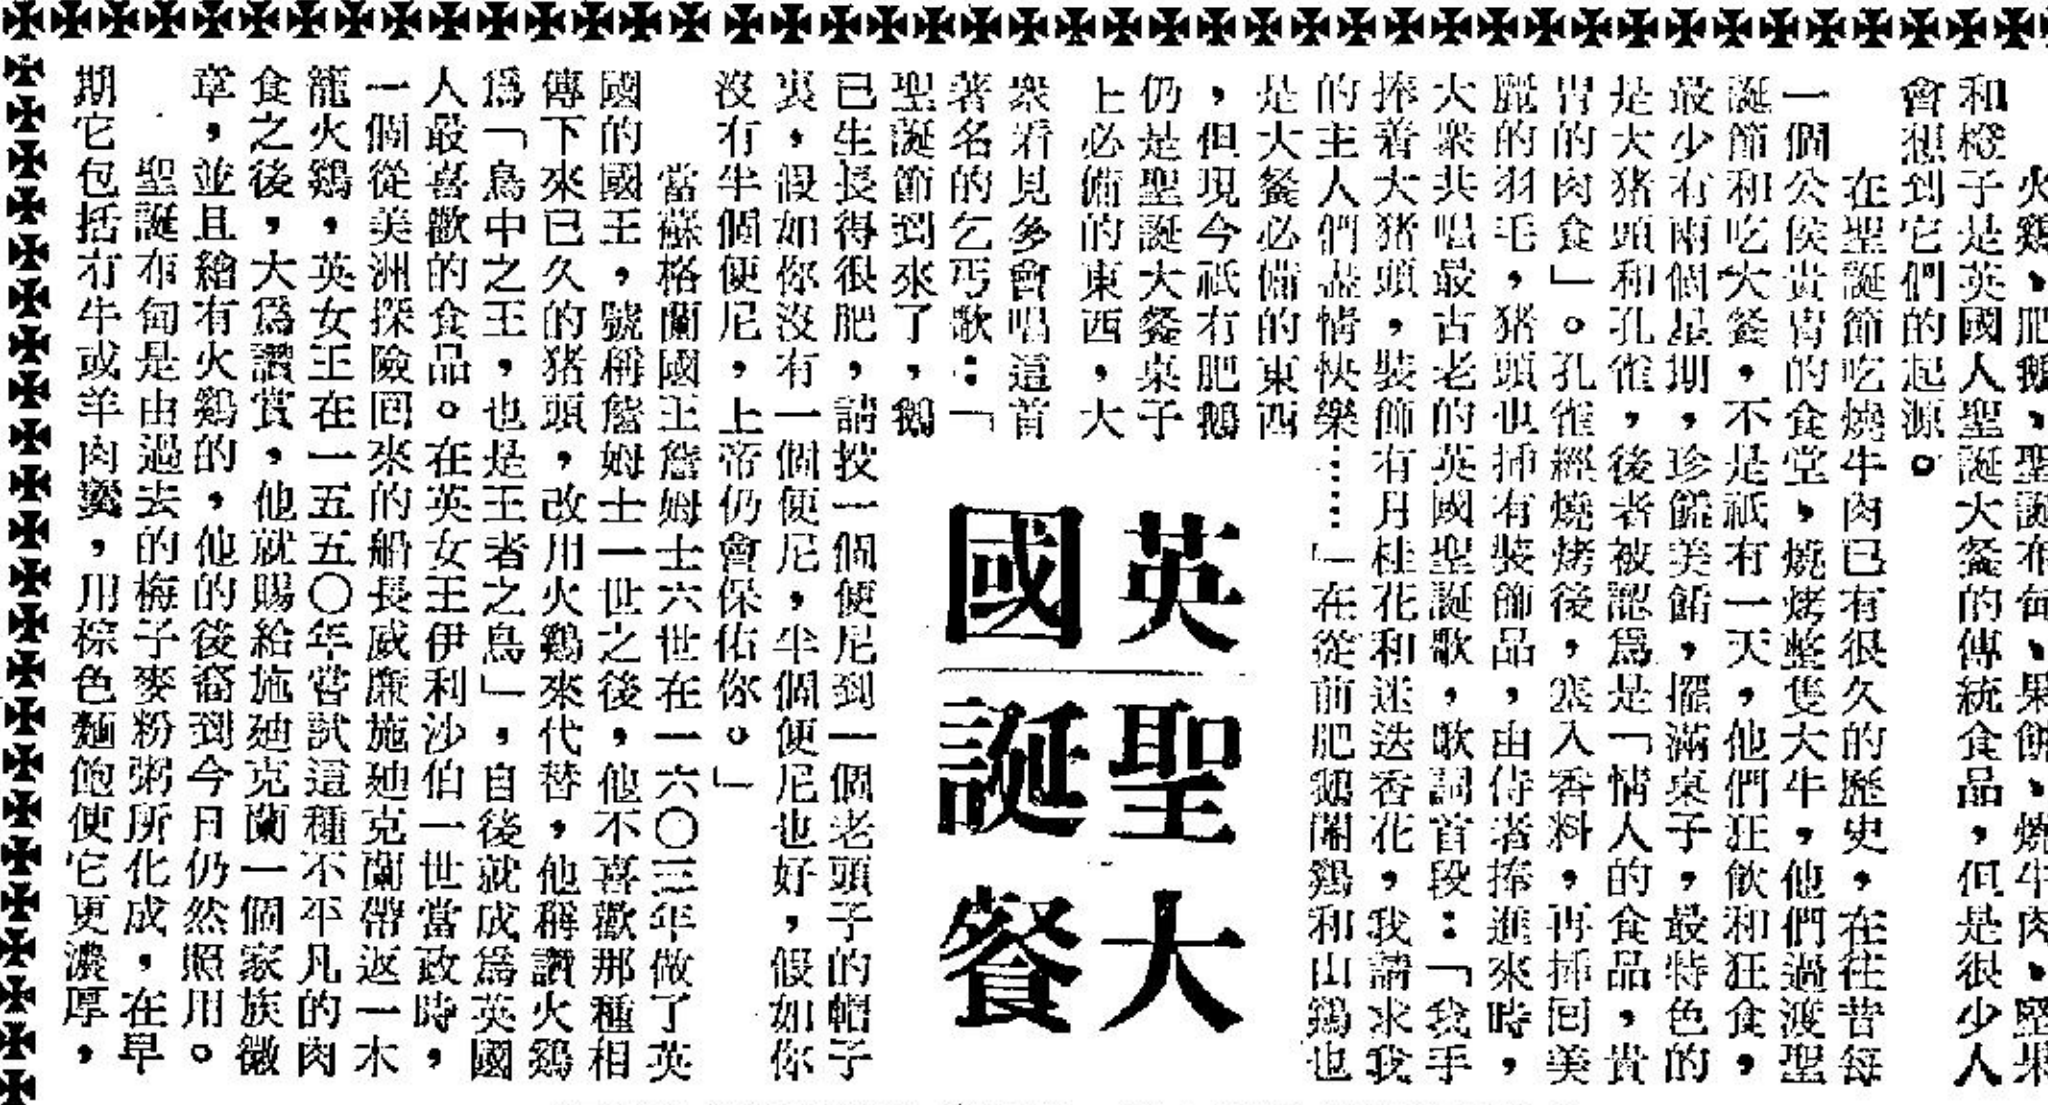 英國聖誕大餐
火鷄、肥鵝、聖誕布甸、果餅、燒牛肉、堅果
和橙子是英國人聖誕大餐的傳統食品，但是很少人
會想到它們的起源。
在聖誕節吃燒牛肉已有很久的歷史，在往昔每
一個公侯貴胄的食堂、燒烤整隻大牛，他們過渡聖
誕節和吃大餐，不是祇有一天，他們狂飲和狂食，
最少有兩個星期，珍饈美餚，擺滿桌子，最特色的
是大猪頭和孔雀，後者被認爲是「情人的食品，貴
胄的肉食」。孔雀經燒烤後，塞入香料，再揷回美
麗的羽毛，猪頭也揷有裝飾品，由侍者捧進來時，
大衆共唱最古老的英國聖誕歌，歌詞首段：「我手
捧着大猪頭，裝飾有月桂花和迷迭香花，我請求我
的主人們盡情快樂……」在從前肥鵝閹鷄和山鷄也
是大餐必備的東西
，但現今祇有肥鵝
仍是聖誕大餐桌子
上必備的東西，大
衆看見多會唱這首
著名的乞丐歌：「
聖誕節到來了，鵝
已生長得很肥，請投一個便尼到一個老頭子的帽子
裏，假如你沒有一個便尼，半個便尼也好，假如你
沒有半個便尼，上帝仍會保佑你。」
當蘇格蘭國王詹姆士六世在一六〇三年做了英
國的國王，號稱詹姆士一世之後，他不喜歡那種相
傳下來已久的猪頭，改用火鷄來代替，他稱讚火鷄
爲「鳥中之王，也是王者之鳥」，自後就成爲英國
人最喜歡的食品。在英女王伊利沙伯一世當政時，
一個從美洲探險囘來的船長威廉施廸克蘭帶返一木
籠火鷄，英女王在一五五〇年嘗試這種不平凡的肉
食之後，大爲讚賞，他就賜給施廸克蘭一個家族徽
章，並且繪有火鷄的，他的後裔到今日仍然照用。
聖誕布甸是由過去的梅子麥粉粥所化成，在早
期它包括有牛或羊肉羹，用棕色麵飽使它更濃厚，